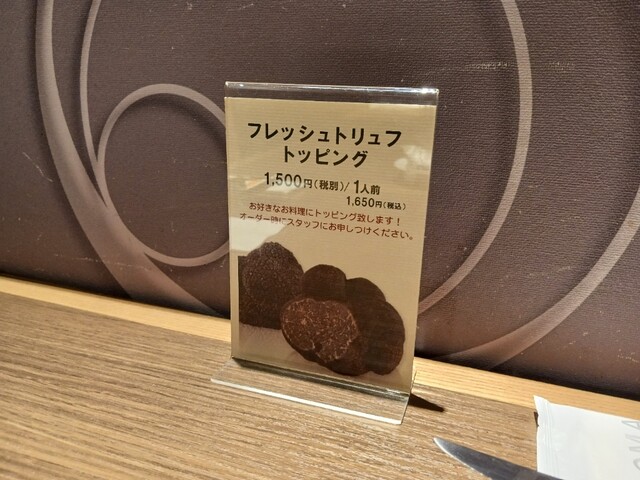 フレッシュトリュフ
トッピング
1,500円(税別)/1人前
1,650円(税込)
お好きなお料理にトッピング致します!
オーダー時にスタッフにお申しつけください。